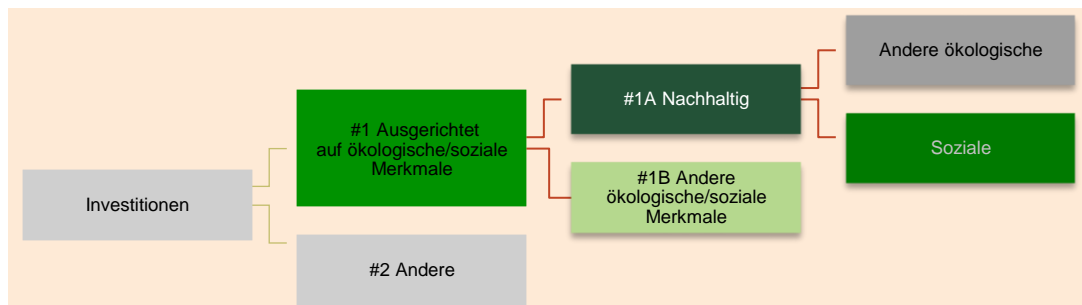 Investitionen
#1 Ausgerichtet
auf ökologische/soziale
Merkmale
#2 Andere
#1A Nachhaltig
#1B Andere
ökologische/soziale
Merkmale
Andere ökologische
Soziale